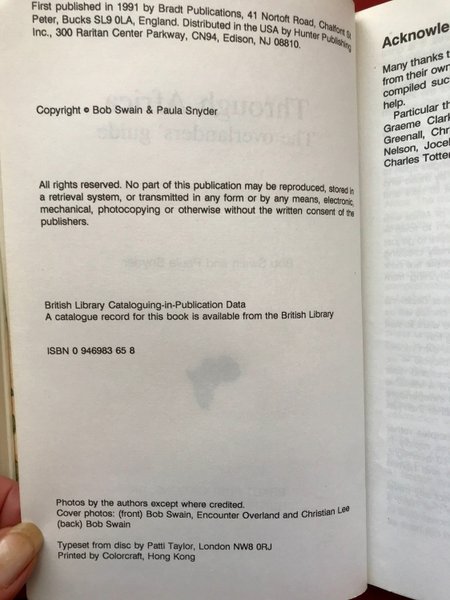 First published in 1991 by Bradt Publications, 41 Nortoft Road, Chalfont St
Peter, Bucks SL9 0LA, England. Distributed in the USA by Hunter Publishing
Inc., 300 Raritan Center Parkway, CN94, Edison, NJ 08810.
Copyright © Bob Swain & Paula Snyder
All rights reserved. No part of this publication may be reproduced, stored in
a retrieval system, or transmitted in any form or by any means, electronic,
mechanical, photocopying or otherwise without the written consent of the
publishers.
British Library Cataloguing-in-Publication Data
A catalogue record for this book is available from the British Library
ISBN 0 946983 65 8
Photos by the authors except where credited.
Cover photos: (front) Bob Swain, Encounter Overland and Christian Lee
(back) Bob Swain
Typeset from disc by Patti Taylor, London NW8 0RJ
Printed by Colorcraft, Hong Kong
Acknowle
Many thanks t
from their own
compiled suc
help.
Particular th
Graeme Clark
Greenall, Chr
Nelson, Jocel
Charles Totter